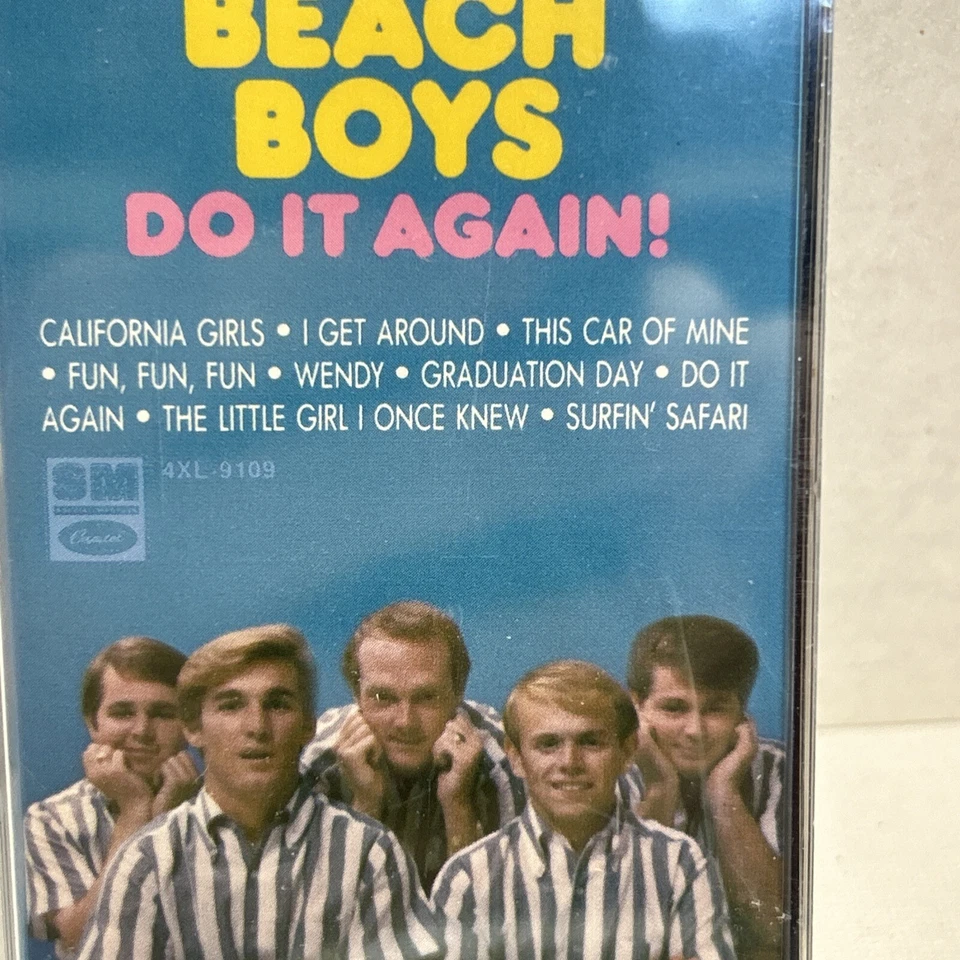 BEACH
BOYS
DO IT AGAIN!
CALIFORNIA GIRLS • I GET AROUND • THIS CAR OF MINE
• FUN, FUN, FUN • WENDY • GRADUATION DAY • DO IT
AGAIN • THE LITTLE GIRL I ONCE KNEW • SURFIN' SAFARI
SM
4XL-9109
Capitol